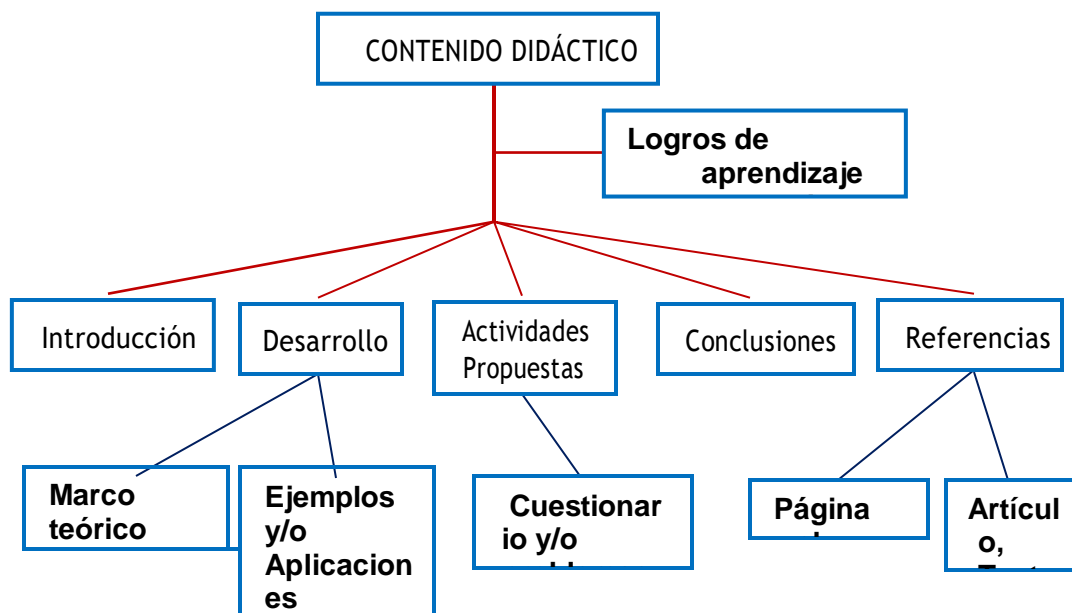 CONTENIDO DIDÁCTICO
Logros de
aprendizaje
Introducción
Desarrollo
Actividades
Propuestas
Conclusiones
Referencias
Marco
teórico
Ejemplos
y/o
Aplicacion
es
Cuestionar
io y/o
Página
Artícul
o,